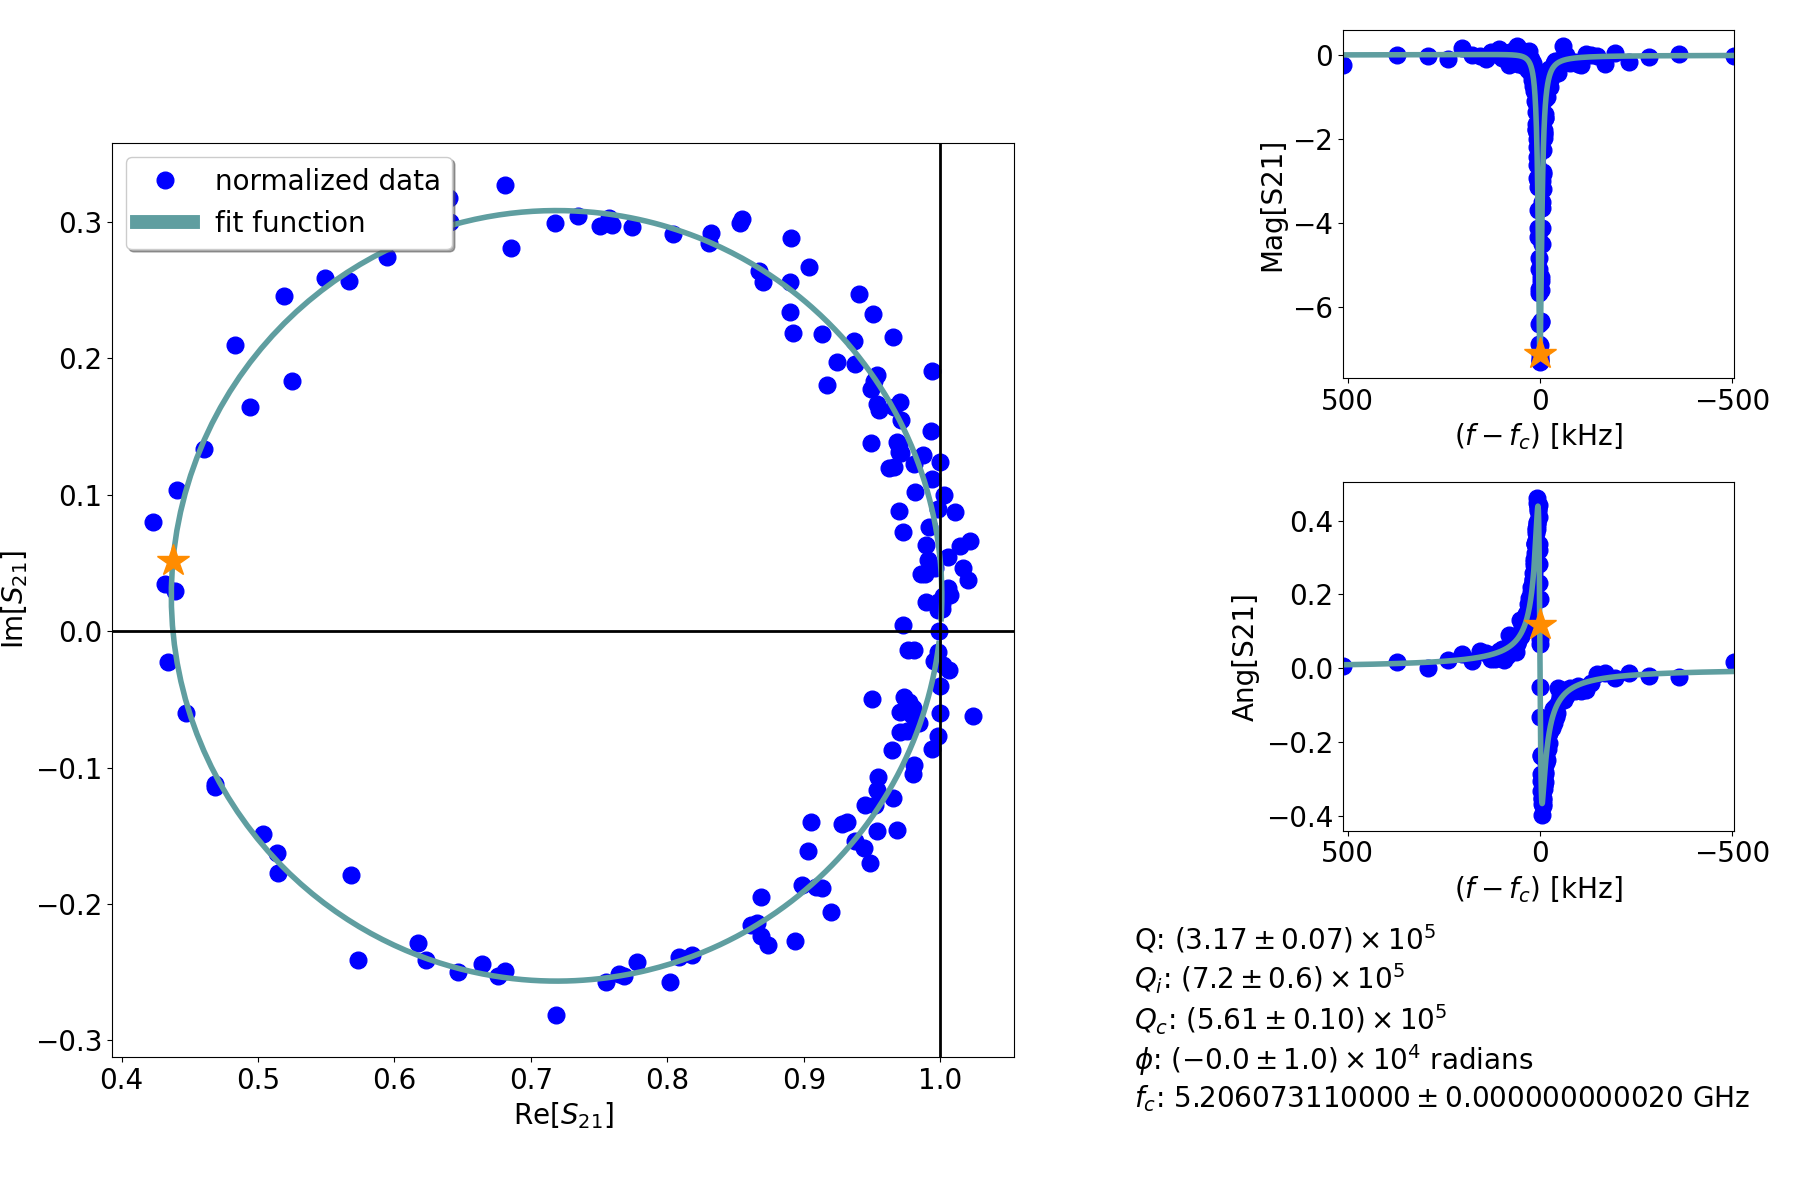 normalized data
fit function
0.3
0.2
0.1
0.0
−0.1
−0.2
−0.3
Im[S21]
0.4 0.5 0.6 0.7 0.8 0.9 1.0
Re[S21]
0
−2
−4
−6
Mag[S21]
500 0 −500
(f − fc) [kHz]
0.4
0.2
0.0
−0.2
−0.4
Ang[S21]
500 0 −500
(f − fc) [kHz]
Q: (3.17 ± 0.07) × 10^5
Qi: (7.2 ± 0.6) × 10^5
Qc: (5.61 ± 0.10) × 10^5
ϕ: (−0.0 ± 1.0) × 10^4 radians
fc: 5.206073110000 ± 0.000000000020 GHz